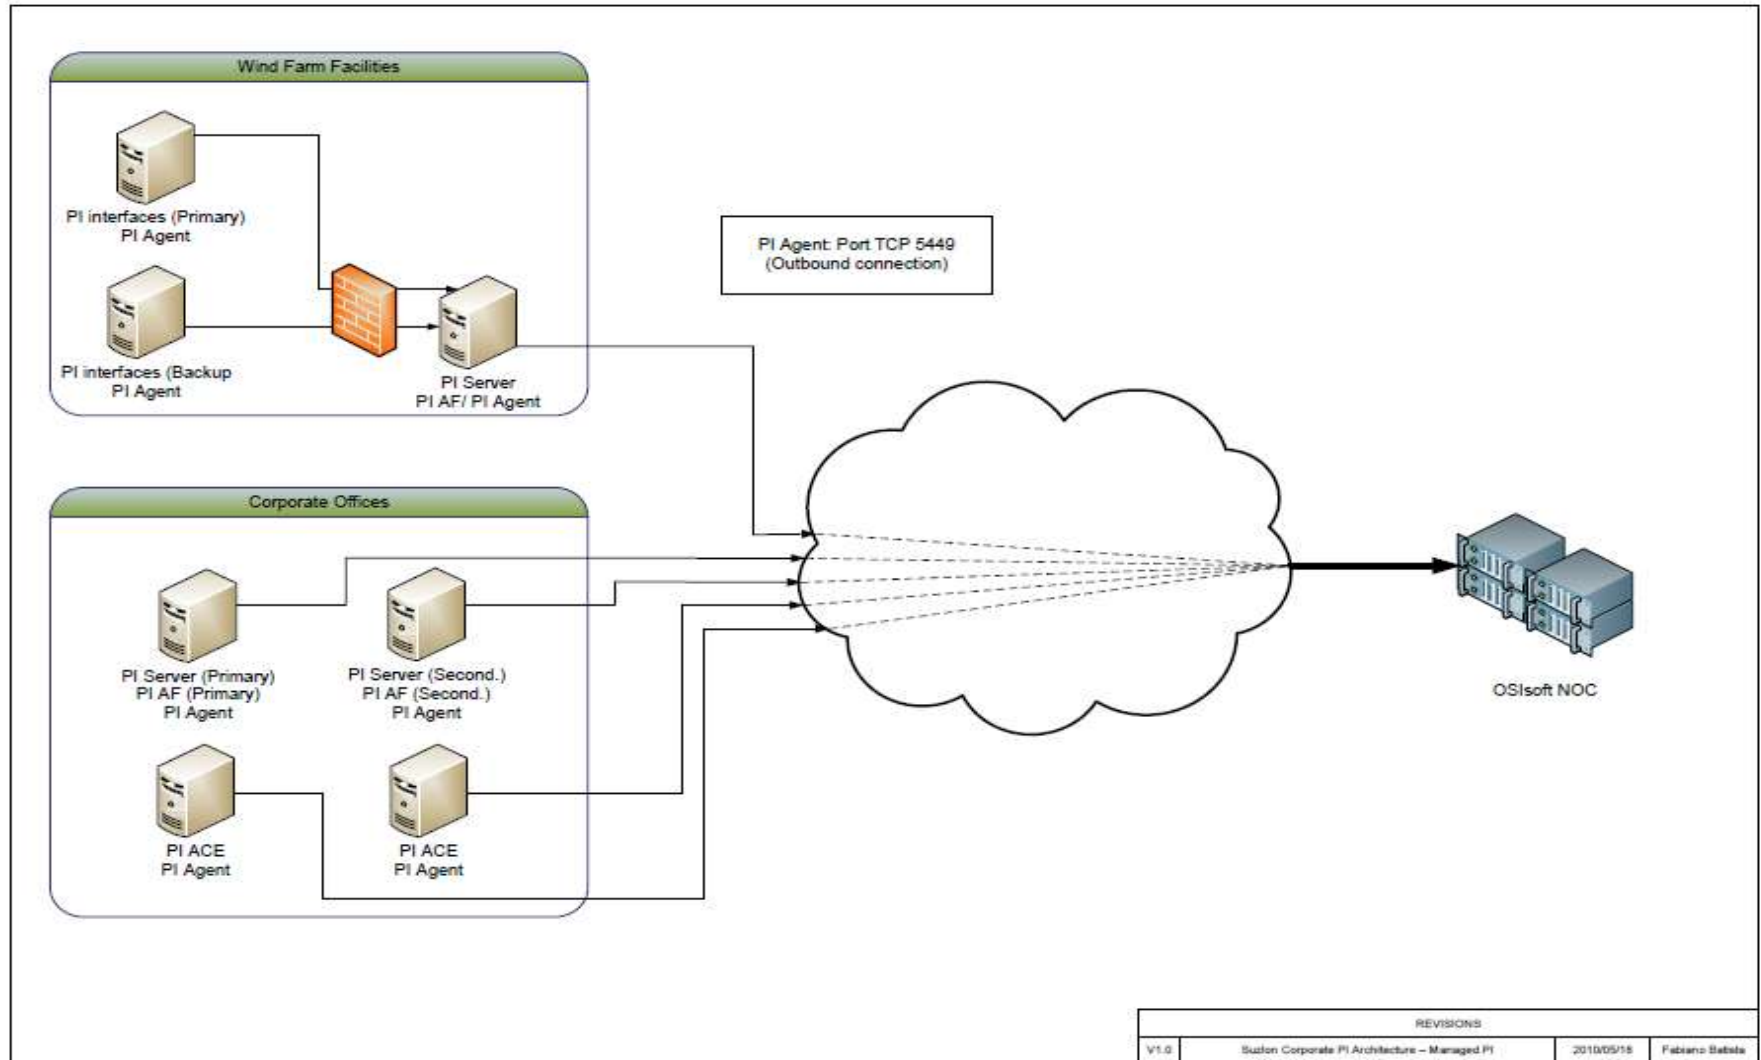 Wind Farm Facilities
PI interfaces (Primary)
PI Agent
PI interfaces (Backup
PI Agent
PI Server
PI AF/ PI Agent
PI Agent: Port TCP 5449
(Outbound connection)
Corporate Offices
PI Server (Primary)
PI AF (Primary)
PI Agent
PI Server (Second.)
PI AF (Second.)
PI Agent
PI ACE
PI Agent
PI ACE
PI Agent
OSIsoft NOC
REVISIONS
V1.0 Suzlon Corporate PI Architecture – Managed PI 2010/05/18 Fabiano Batista